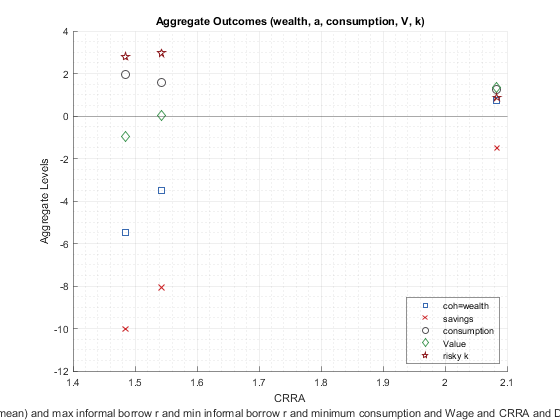 Aggregate Outcomes (wealth, a, consumption, V, k)
4
2
0
-2
-4
-6
-8
-10
-12
Aggregate Levels
coh=wealth
savings
consumption
Value
risky k
1.4
1.5
1.6
1.7
1.8
1.9
2
2.1
CRRA
mean) and max informal borrow r and min informal borrow r and minimum consumption and Wage and CRRA and